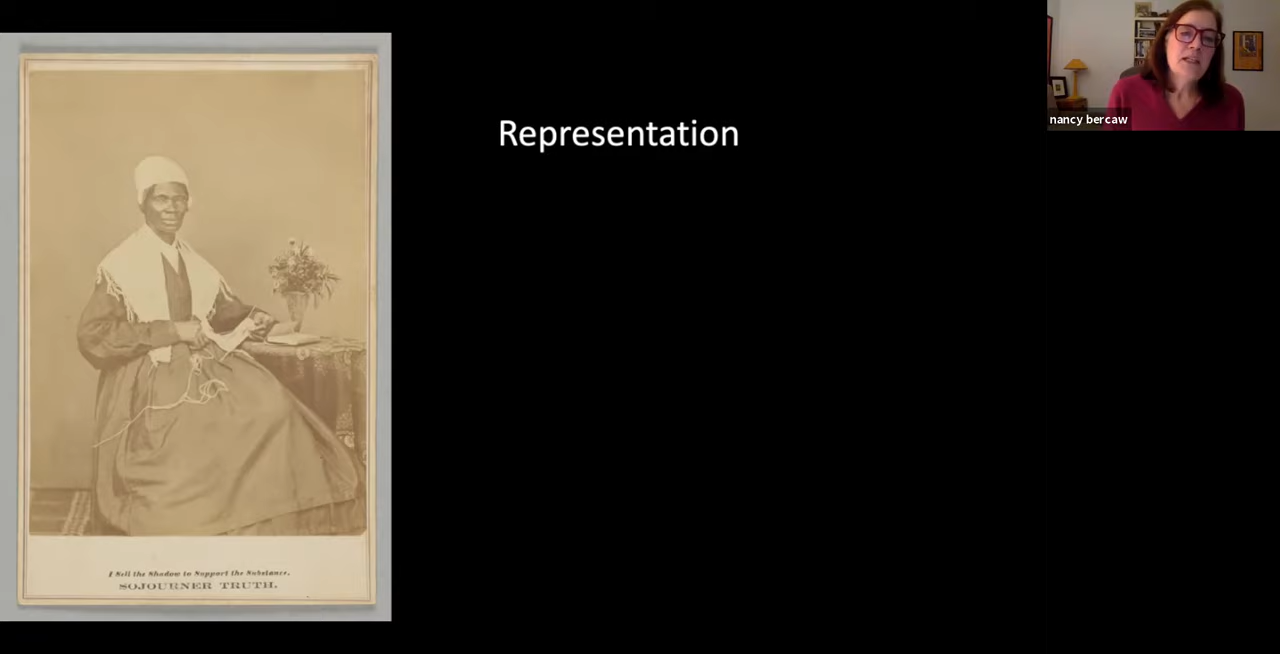 Representation
nancy bercaw
I Sell the Shadow to Support the Substance.
SOJOURNER TRUTH.